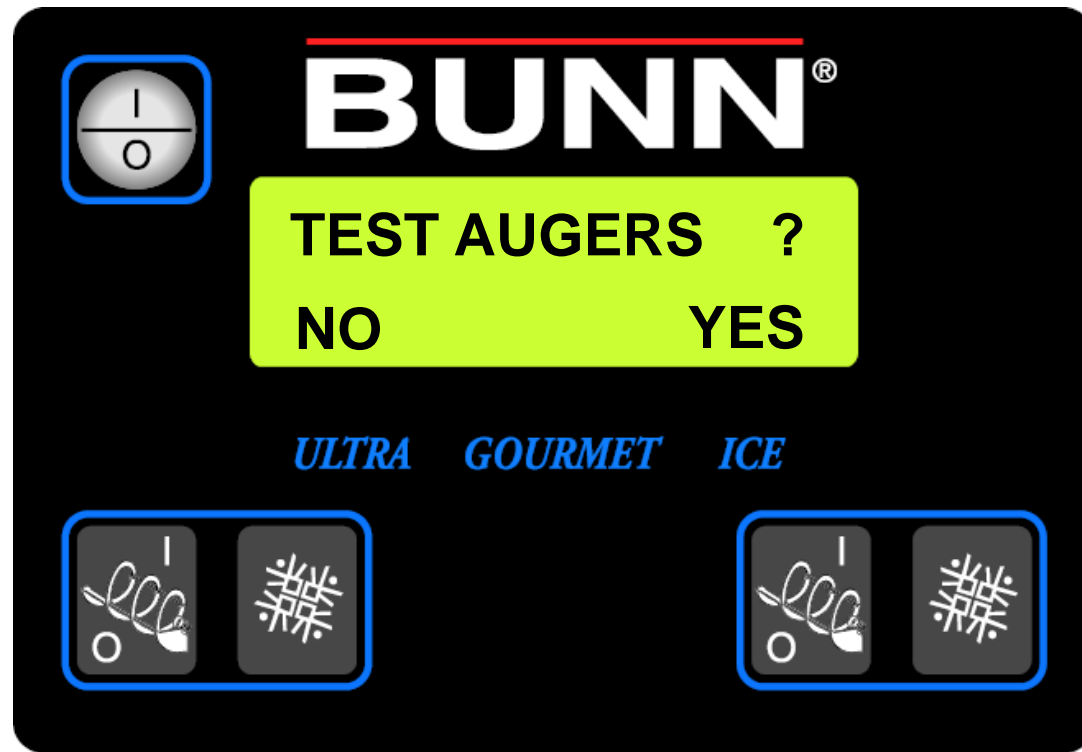 I
O
BUNN®
TEST AUGERS ?
NO YES
ULTRA GOURMET ICE
I I
O O